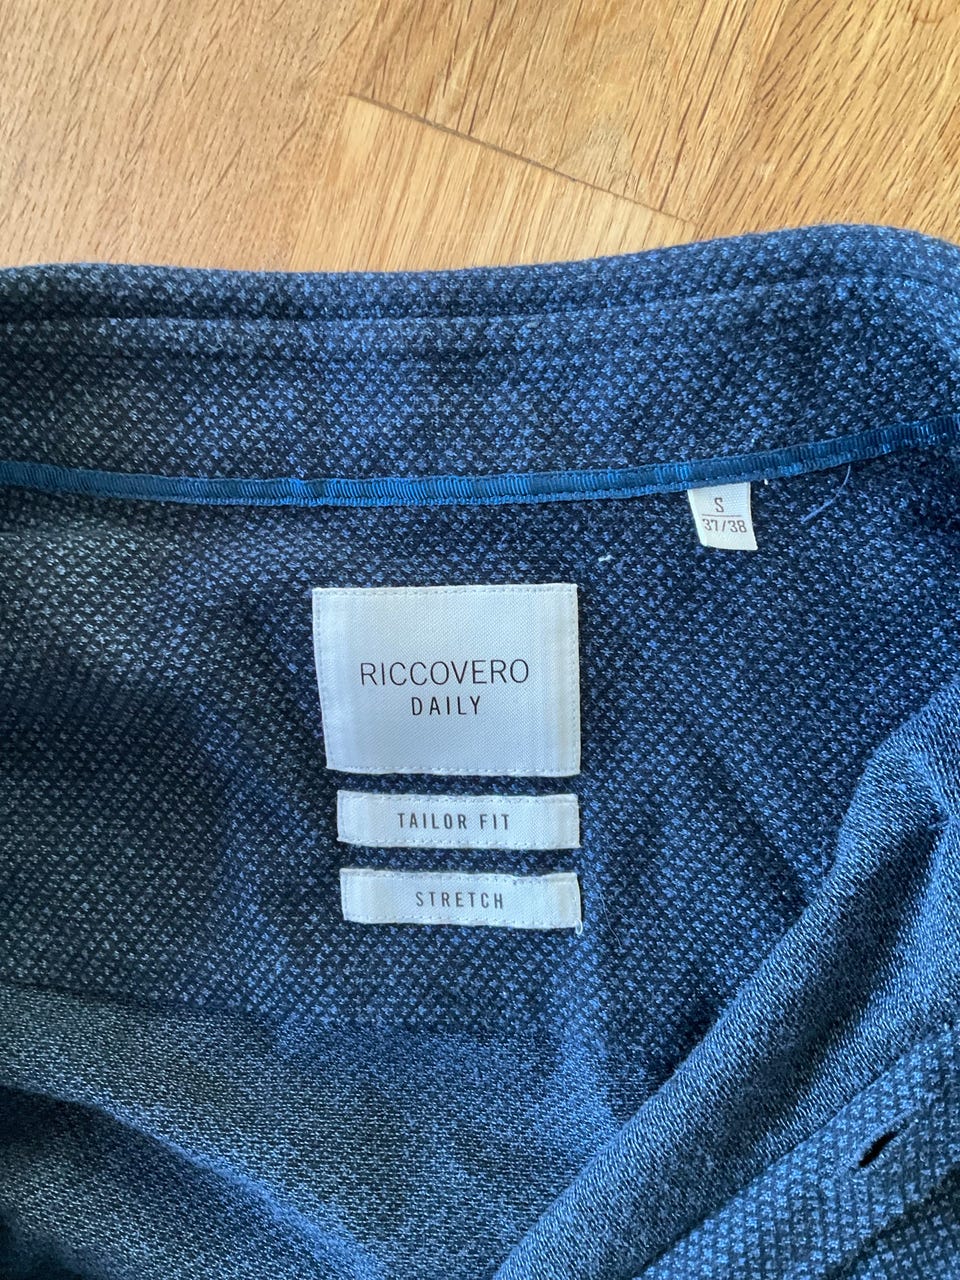 S
37/38
RICCOVERO
DAILY
TAILOR FIT
STRETCH